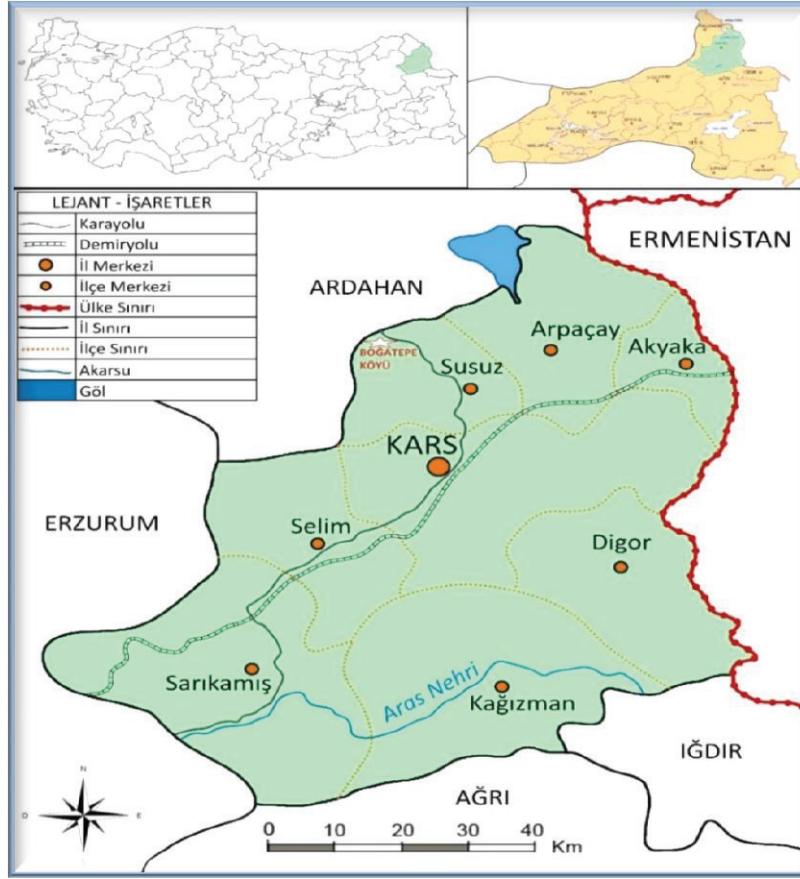 LEJANT - İŞARETLER
Karayolu
Demiryolu
İl Merkezi
İlçe Merkezi
Ülke Sınırı
İl Sınırı
İlçe Sınırı
Akarsu
Göl
ERMENİSTAN
ARDAHAN
BOĞATEPE
KÖYÜ
Arpaçay
Akyaka
Susuz
KARS
ERZURUM
Selim
Digor
Sarıkamış
Aras Nehri
Kağızman
IĞDIR
AĞRI
N
D
E
S
0 10 20 30 40
Km